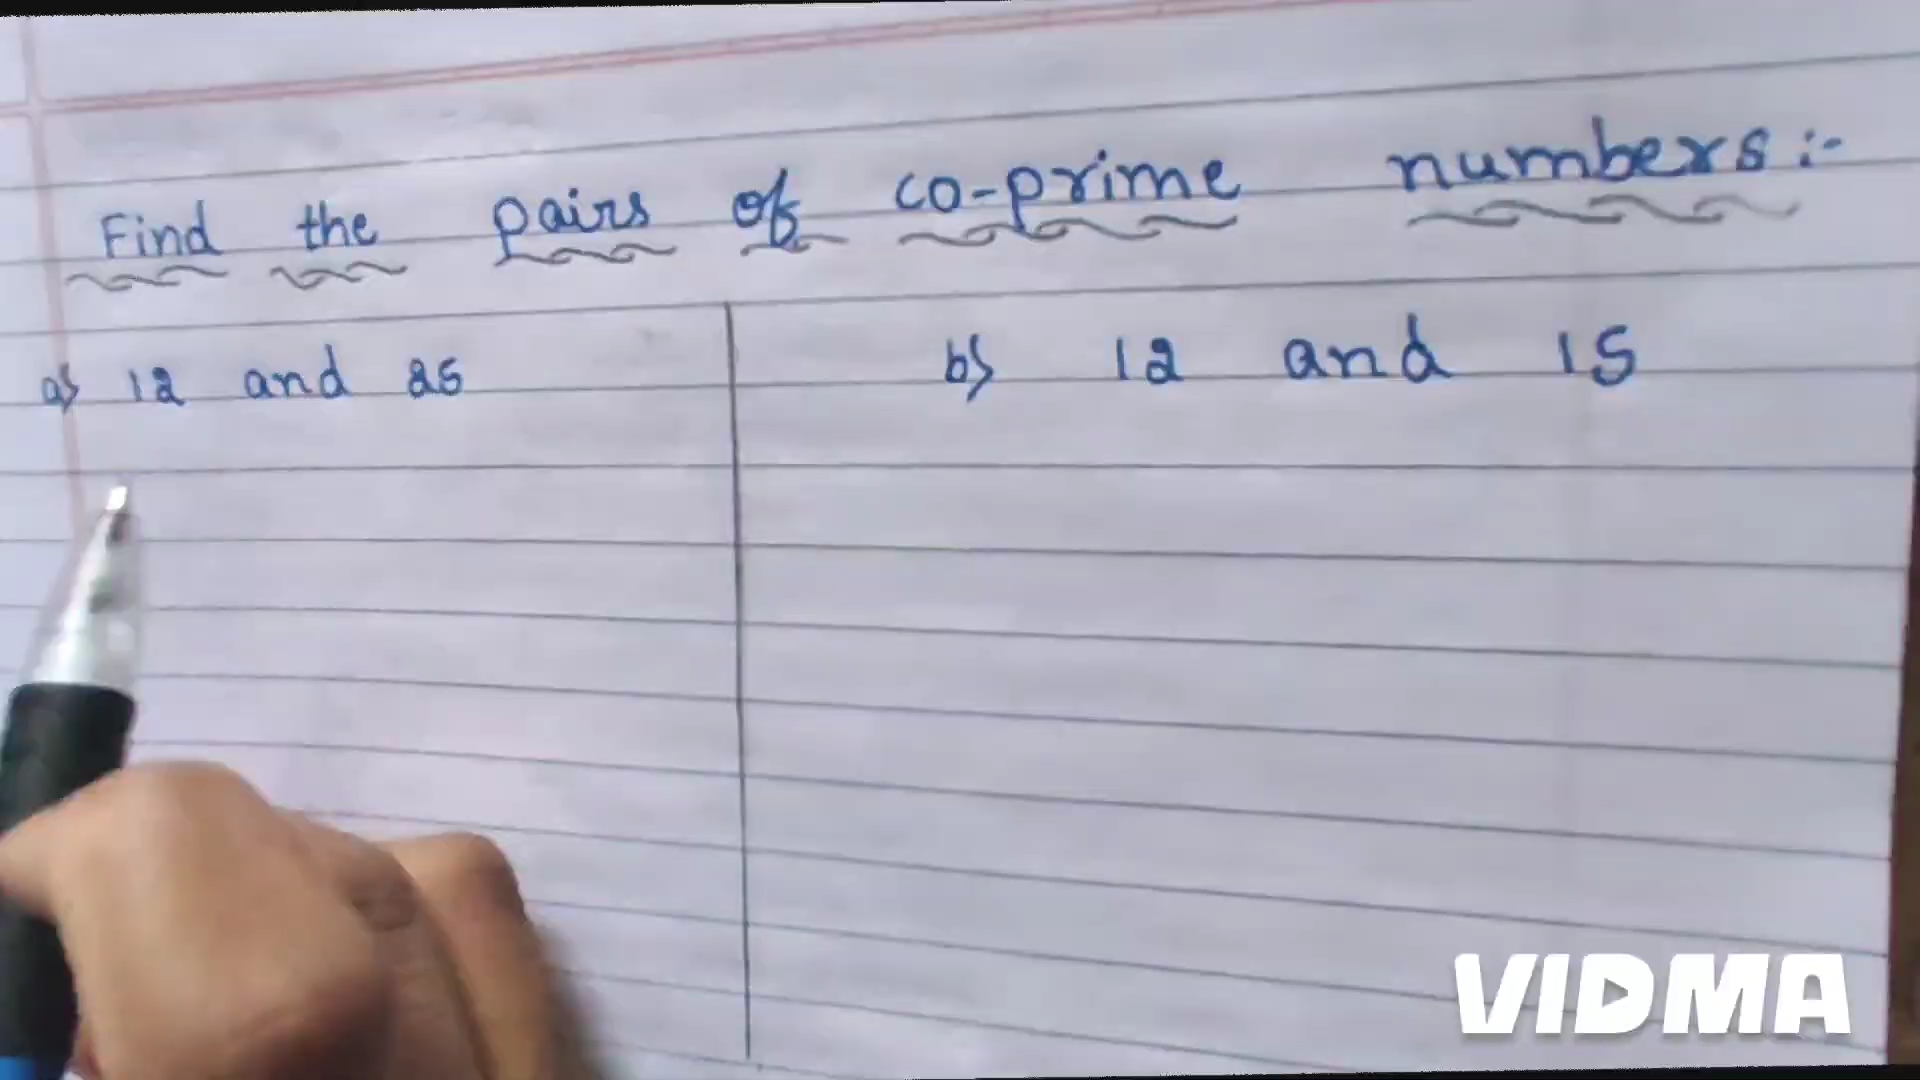 Find the pairs of co-prime numbers:-
a) 12 and 25
b) 12 and 15
VIDMA